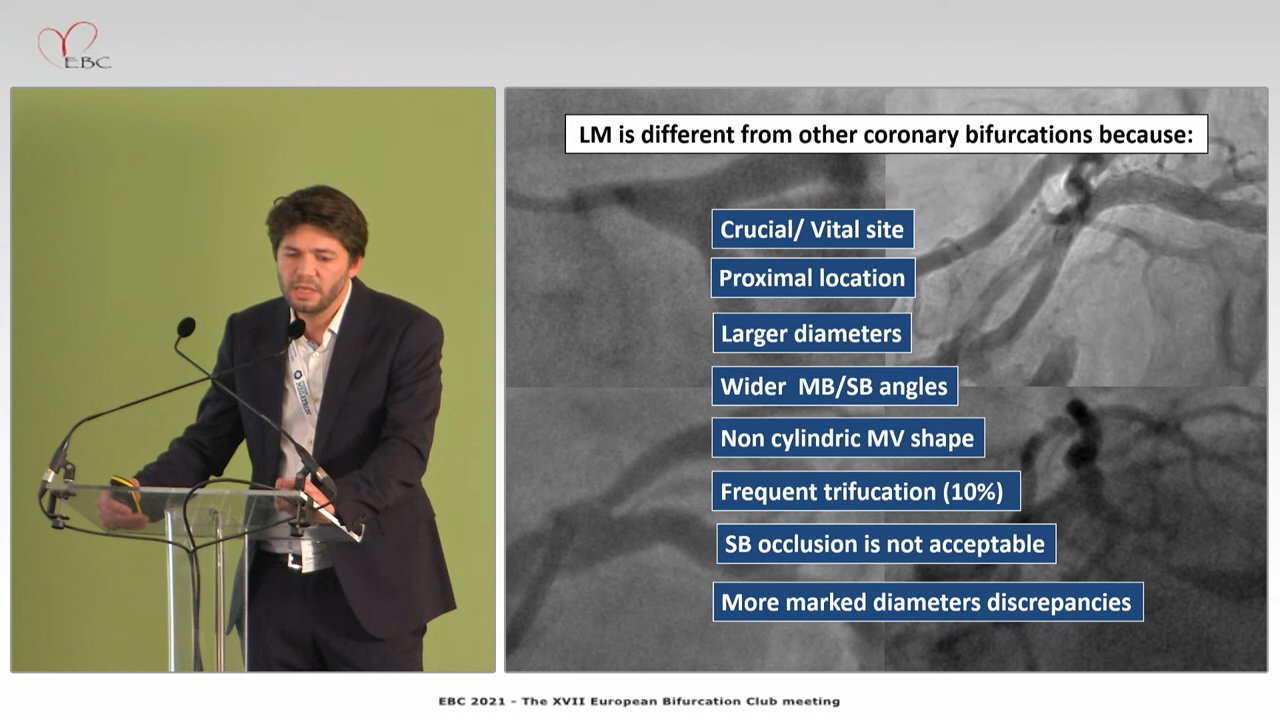 EBC
LM is different from other coronary bifurcations because:
Crucial/ Vital site
Proximal location
Larger diameters
Wider  MB/SB angles
Non cylindric MV shape
Frequent trifucation (10%)
SB occlusion is not acceptable
More marked diameters discrepancies
EBC 2021 - The XVII European Bifurcation Club meeting